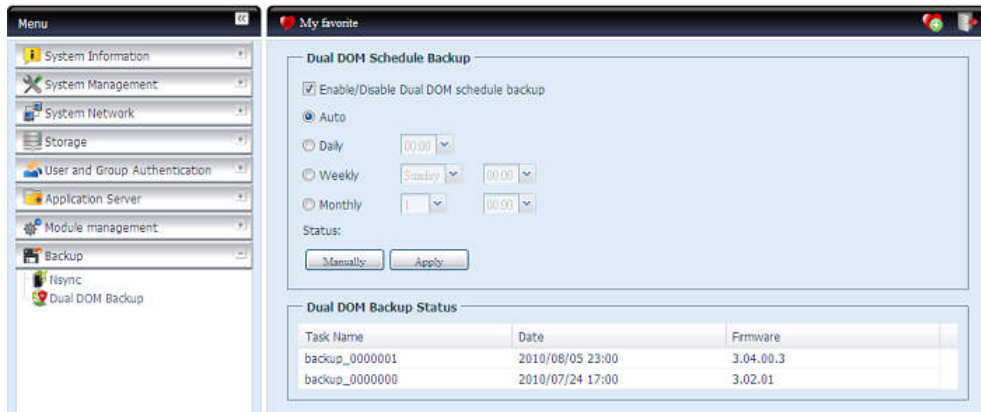 Menu
System Information
System Management
System Network
Storage
User and Group Authentication
Application Server
Module management
Backup
Nsync
Dual DOM Backup
My favorite
Dual DOM Schedule Backup
Enable/Disable Dual DOM schedule backup
Auto
Daily 00:00
Weekly Sunday 00:00
Monthly 1 00:00
Status:
Manually Apply
Dual DOM Backup Status
Task Name Date Firmware
backup_0000001 2010/08/05 23:00 3.04.00.3
backup_0000000 2010/07/24 17:00 3.02.01